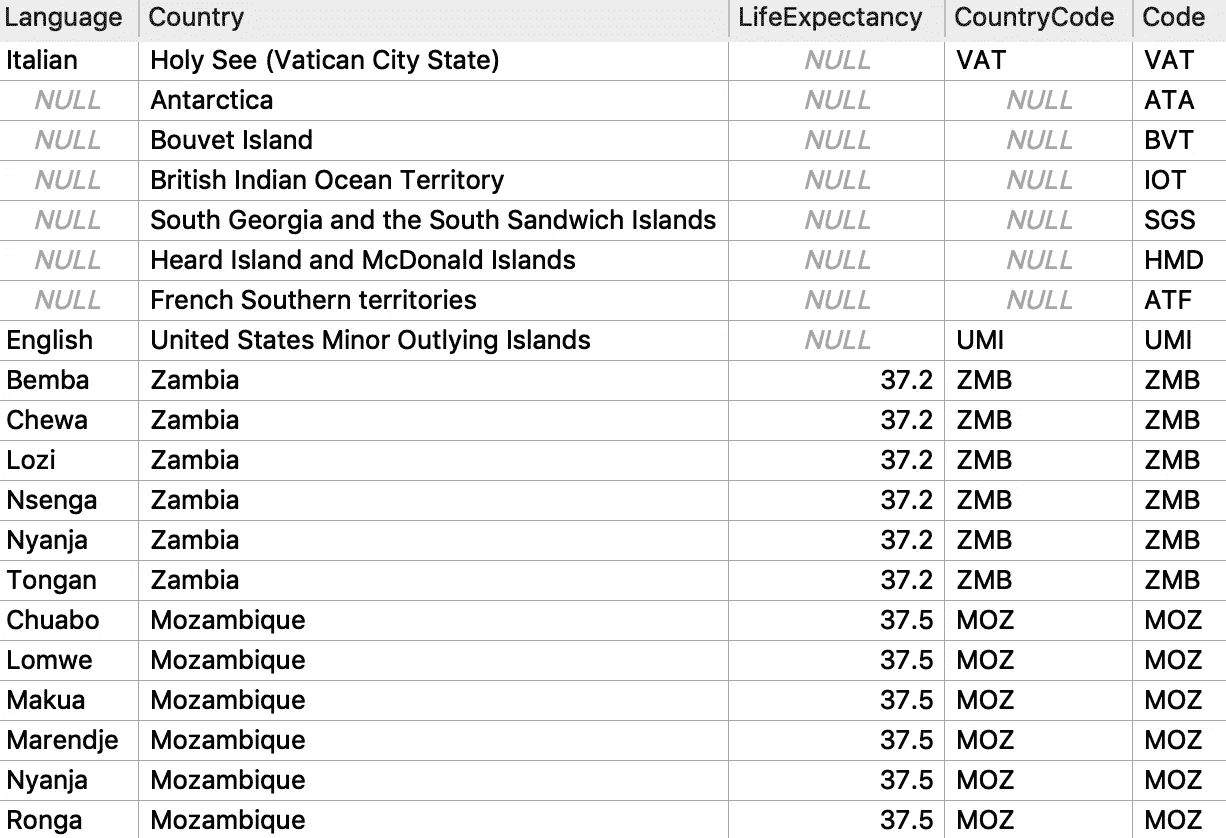 Language Country LifeExpectancy CountryCode Code
Italian Holy See (Vatican City State) NULL VAT VAT
NULL Antarctica NULL NULL ATA
NULL Bouvet Island NULL NULL BVT
NULL British Indian Ocean Territory NULL NULL IOT
NULL South Georgia and the South Sandwich Islands NULL NULL SGS
NULL Heard Island and McDonald Islands NULL NULL HMD
NULL French Southern territories NULL NULL ATF
English United States Minor Outlying Islands NULL UMI UMI
Bemba Zambia 37.2 ZMB ZMB
Chewa Zambia 37.2 ZMB ZMB
Lozi Zambia 37.2 ZMB ZMB
Nsenga Zambia 37.2 ZMB ZMB
Nyanja Zambia 37.2 ZMB ZMB
Tongan Zambia 37.2 ZMB ZMB
Chuabo Mozambique 37.5 MOZ MOZ
Lomwe Mozambique 37.5 MOZ MOZ
Makua Mozambique 37.5 MOZ MOZ
Marendje Mozambique 37.5 MOZ MOZ
Nyanja Mozambique 37.5 MOZ MOZ
Ronga Mozambique 37.5 MOZ MOZ